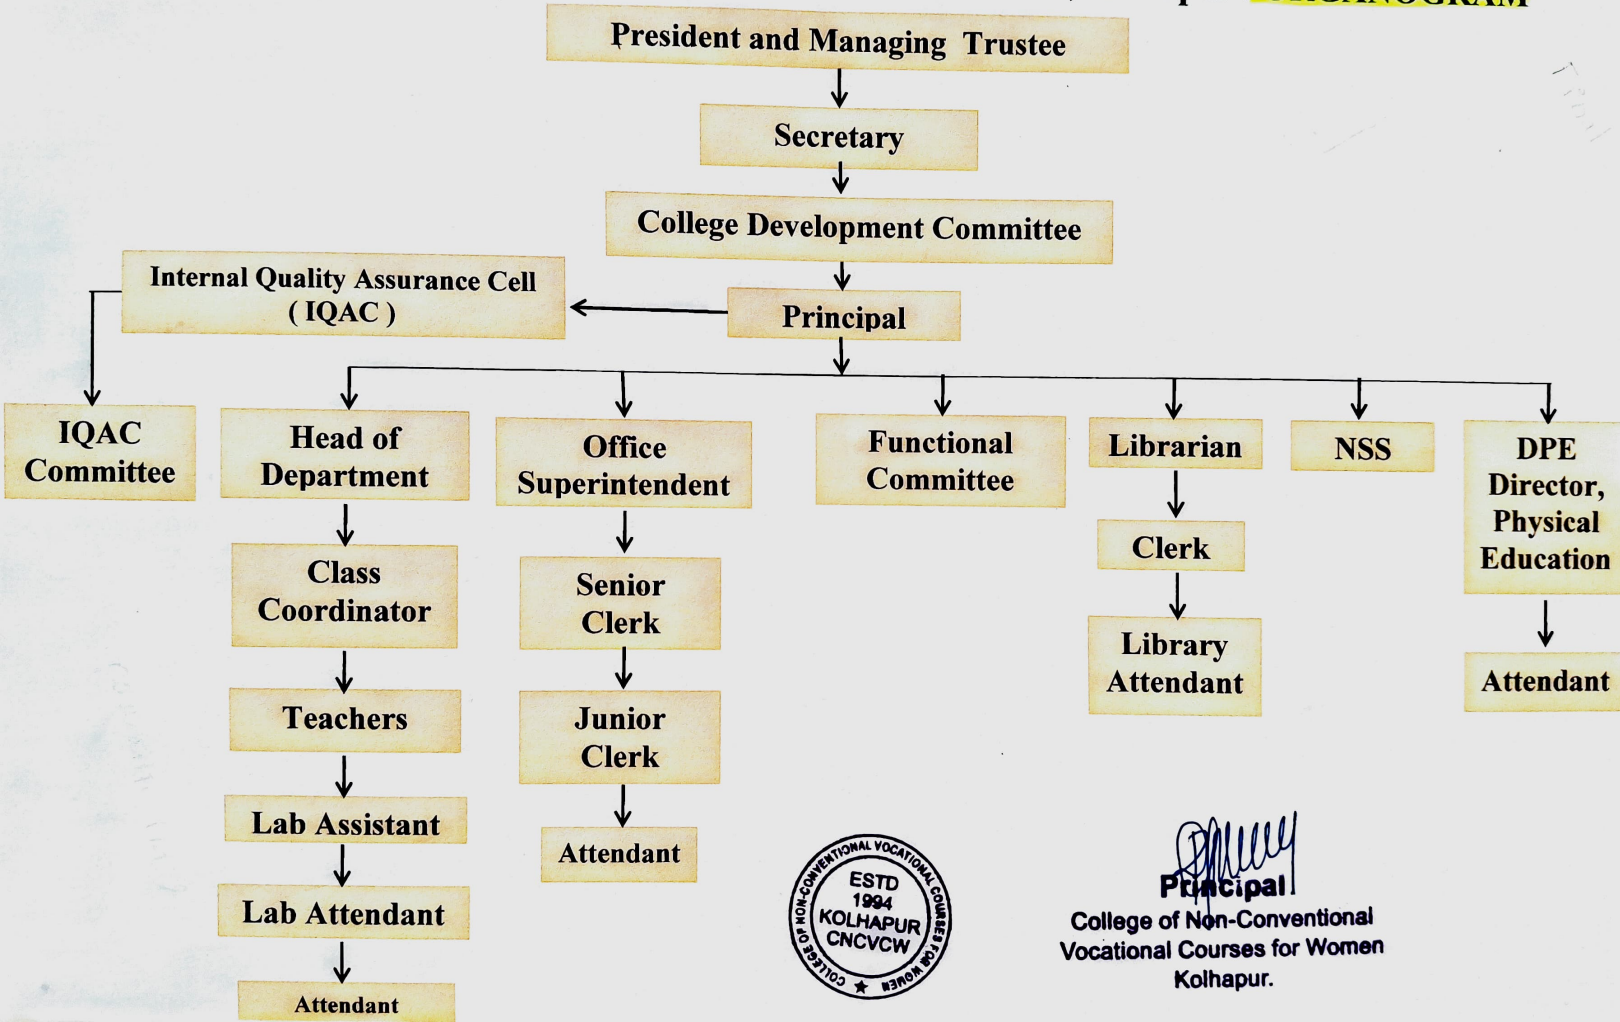 President and Managing Trustee
Secretary
College Development Committee
Internal Quality Assurance Cell
( IQAC )
Principal
IQAC
Committee
Head of
Department
Office
Superintendent
Functional
Committee
Librarian
NSS
DPE
Director,
Physical
Education
Class
Coordinator
Senior
Clerk
Clerk
Library
Attendant
Attendant
Teachers
Junior
Clerk
Lab Assistant
Attendant
Lab Attendant
Attendant
COLLEGE OF NON-CONVENTIONAL VOCATIONAL COURSES FOR WOMEN
ESTD
1994
KOLHAPUR
CNCVCW
Principal
College of Non-Conventional
Vocational Courses for Women
Kolhapur.